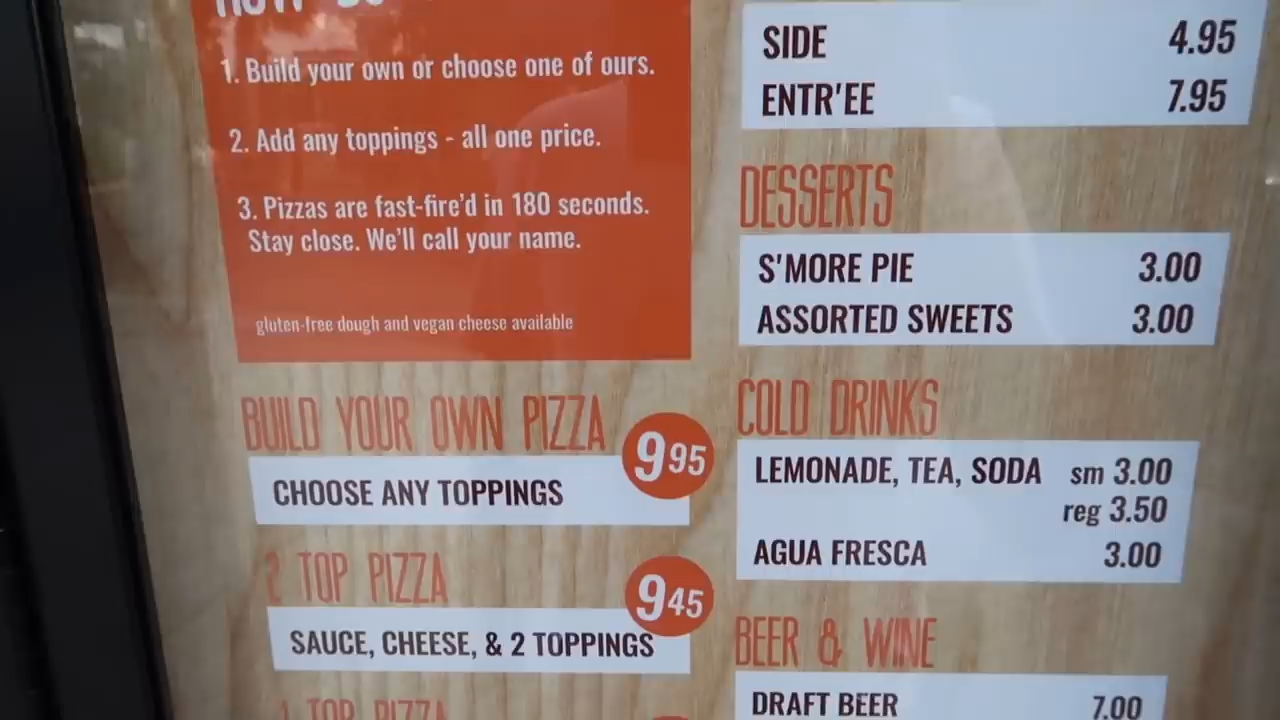 1. Build your own or choose one of ours.
2. Add any toppings - all one price.
3. Pizzas are fast-fire'd in 180 seconds.
Stay close. We'll call your name.
gluten-free dough and vegan cheese available
BUILD YOUR OWN PIZZA
9 95
CHOOSE ANY TOPPINGS
2 TOP PIZZA
9 45
SAUCE, CHEESE, & 2 TOPPINGS
1 TOP PIZZA
SIDE 4.95
ENTR'EE 7.95
DESSERTS
S'MORE PIE 3.00
ASSORTED SWEETS 3.00
COLD DRINKS
LEMONADE, TEA, SODA sm 3.00
reg 3.50
AGUA FRESCA 3.00
BEER & WINE
DRAFT BEER 7.00